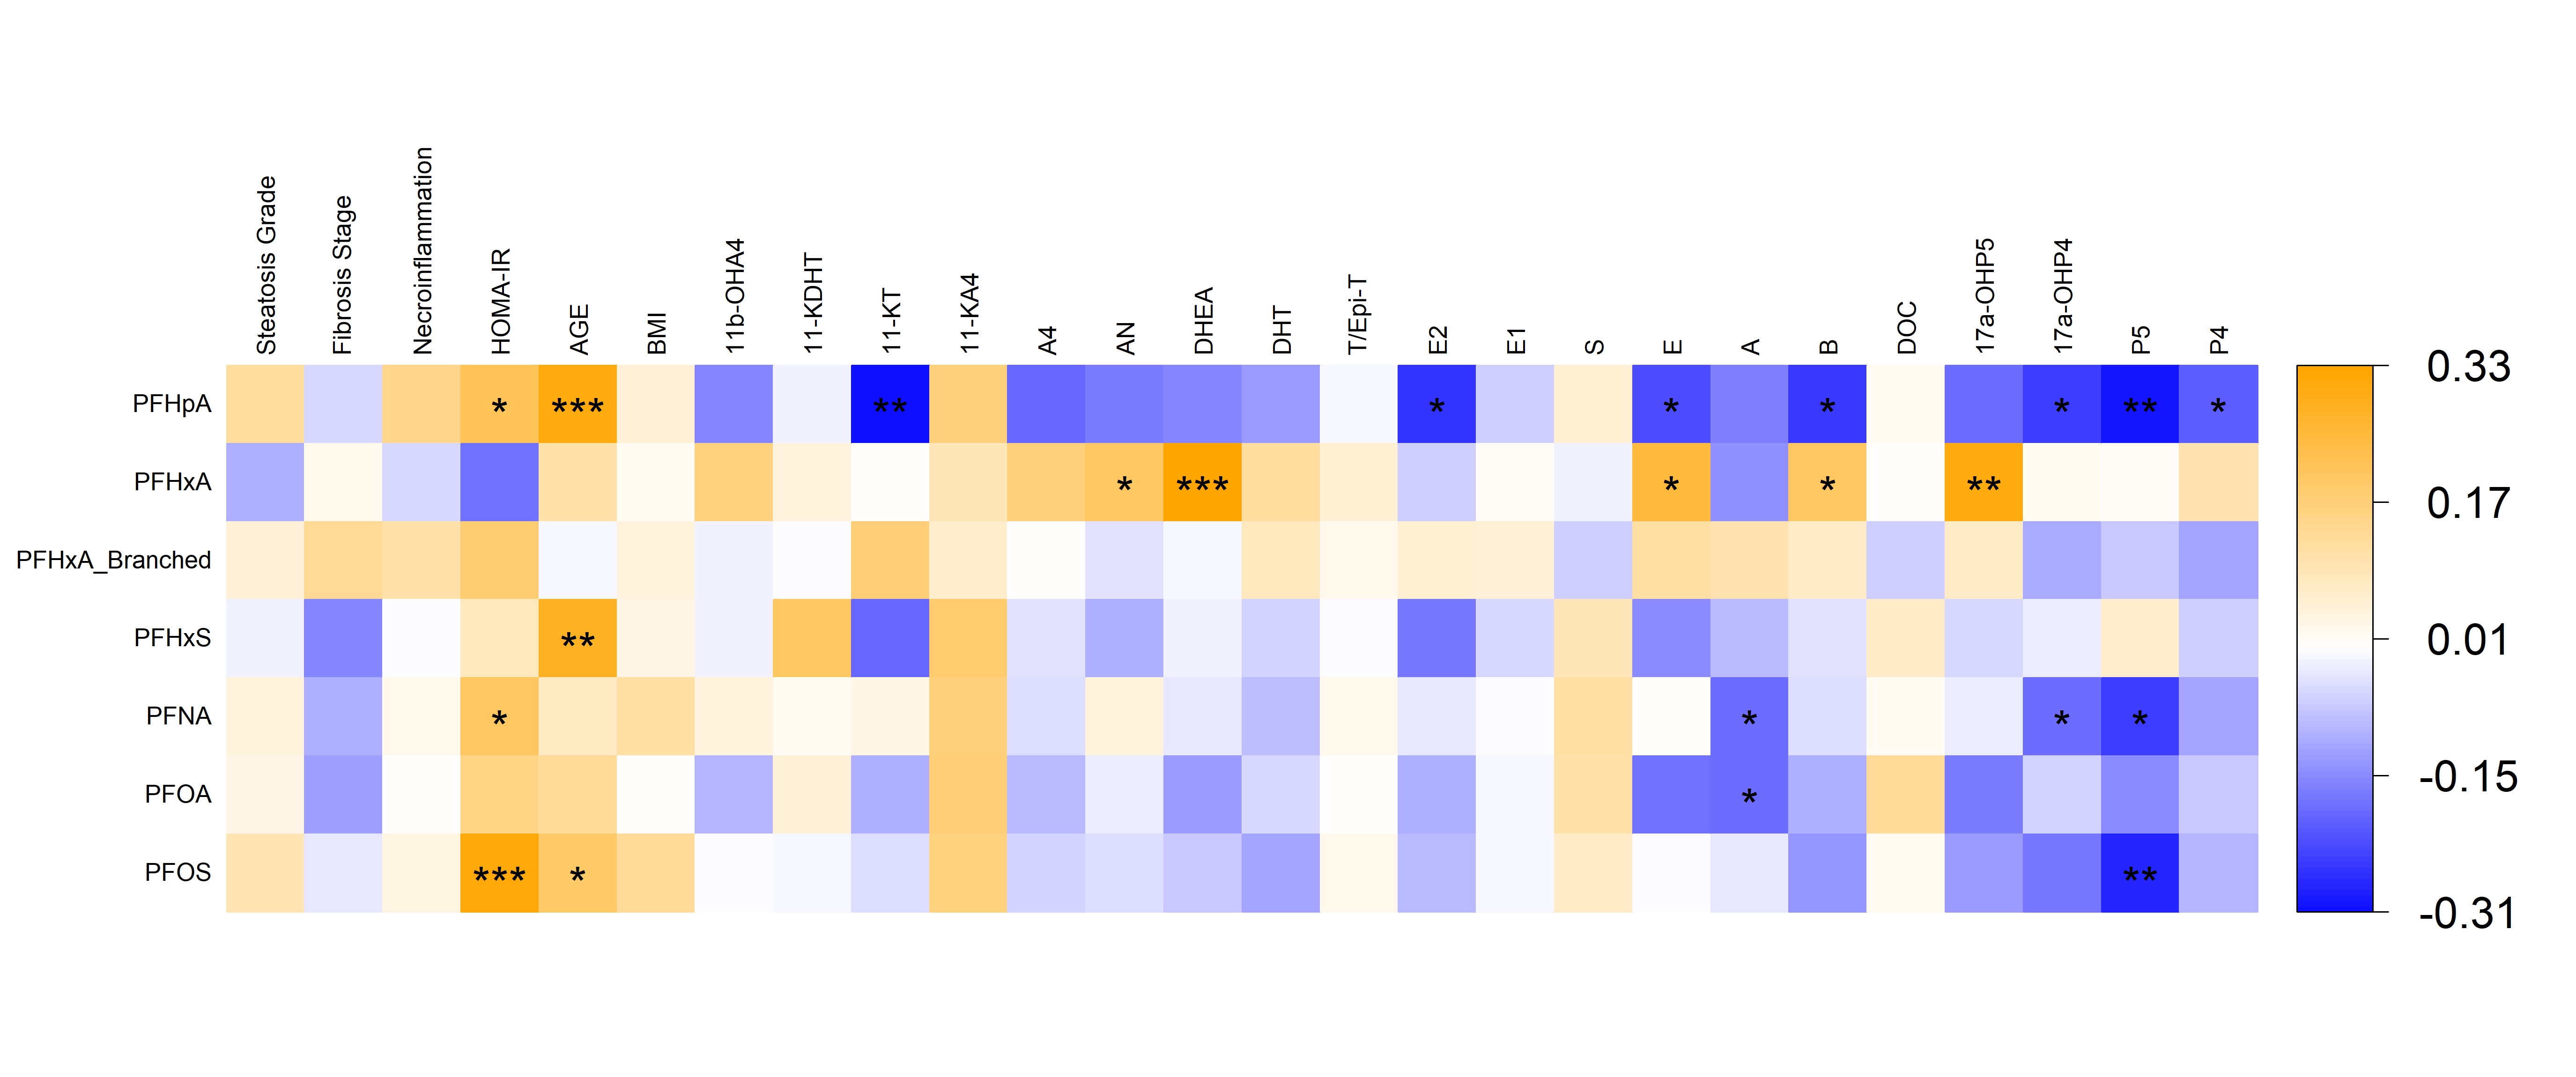 Steatosis Grade
Fibrosis Stage
Necroinflammation
HOMA-IR
AGE
BMI
11b-OHA4
11-KDHT
11-KT
11-KA4
A4
AN
DHEA
DHT
T/Epi-T
E2
E1
S
E
A
B
DOC
17a-OHP5
17a-OHP4
P5
P4
PFHpA * *** ** * * * * ** *
PFHxA * *** * * **
PFHxA_Branched
PFHxS **
PFNA * * * *
PFOA *
PFOS *** * **
0.33
0.17
0.01
-0.15
-0.31